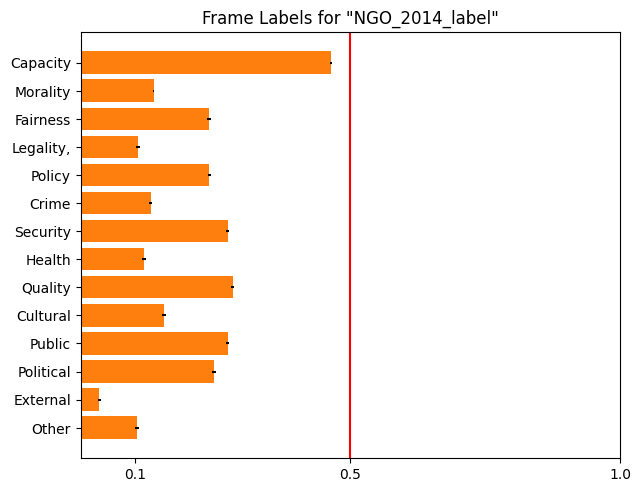 Frame Labels for "NGO_2014_label"
Capacity
Morality
Fairness
Legality,
Policy
Crime
Security
Health
Quality
Cultural
Public
Political
External
Other
0.1 0.5 1.0